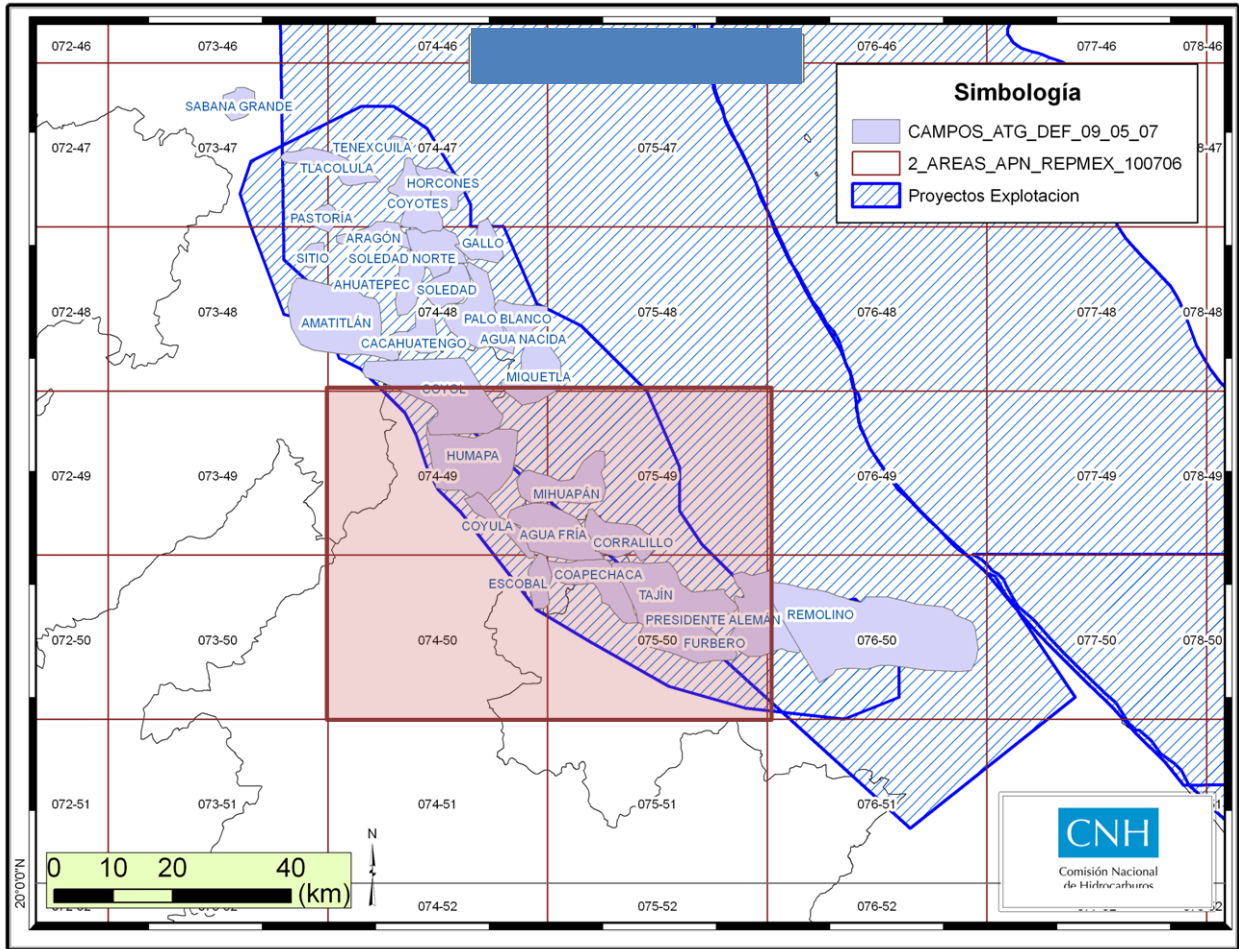 072-46
073-46
074-46
076-46
077-46
078-46
Simbología
CAMPOS_ATG_DEF_09_05_07
2_AREAS_APN_REPMEX_100706
Proyectos Explotacion
SABANA GRANDE
072-47
073-47
TENEXCUILA
074-47
075-47
8-47
TLACOLULA
HORCONES
COYOTES
PASTORÍA
ARAGÓN
GALLO
SITIO
SOLEDAD NORTE
AHUATEPEC
SOLEDAD
072-48
073-48
AMATITLÁN
074-48
PALO BLANCO
075-48
076-48
077-48
078-48
CACAHUATENGO
AGUA NACIDA
MIQUETLA
COYOL
HUMAPA
072-49
073-49
074-49
MIHUAPÁN
075-49
076-49
077-49
078-49
COYULA
AGUA FRÍA
CORRALILLO
ESCOBAL
COAPECHACA
TAJÍN
REMOLINO
PRESIDENTE ALEMÁN
072-50
073-50
074-50
075-50
FURBERO
076-50
077-50
078-50
072-51
073-51
074-51
075-51
076-51
CNH
Comisión Nacional
de Hidrocarburos
N
0 10 20 40
(km)
20°0'0"N
074-52
075-52
076-52